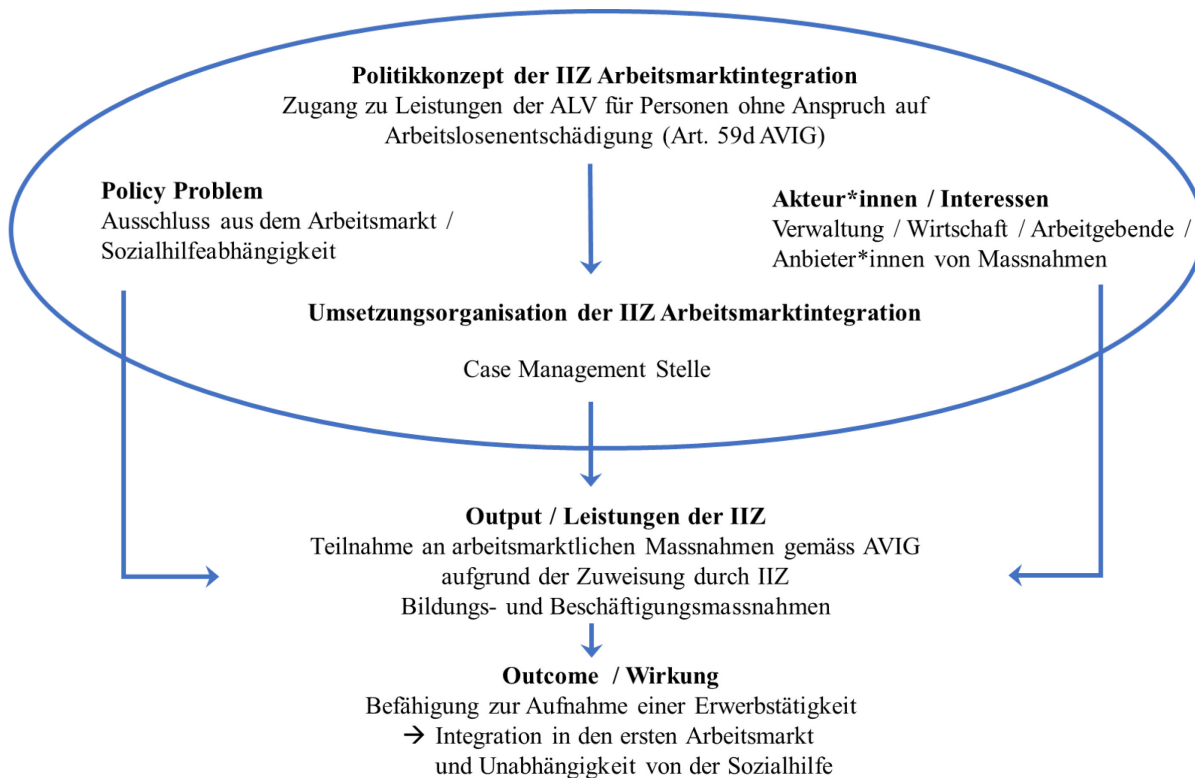 Politikkonzept der IIZ Arbeitsmarktintegration
Zugang zu Leistungen der ALV für Personen ohne Anspruch auf
Arbeitslosenentschädigung (Art. 59d AVIG)
Policy Problem
Ausschluss aus dem Arbeitsmarkt /
Sozialhilfeabhängigkeit
Akteur*innen / Interessen
Verwaltung / Wirtschaft / Arbeitgebende /
Anbieter*innen von Massnahmen
Umsetzungsorganisation der IIZ Arbeitsmarktintegration
Case Management Stelle
Output / Leistungen der IIZ
Teilnahme an arbeitsmarktlichen Massnahmen gemäss AVIG
aufgrund der Zuweisung durch IIZ
Bildungs- und Beschäftigungsmassnahmen
Outcome / Wirkung
Befähigung zur Aufnahme einer Erwerbstätigkeit
→ Integration in den ersten Arbeitsmarkt
und Unabhängigkeit von der Sozialhilfe